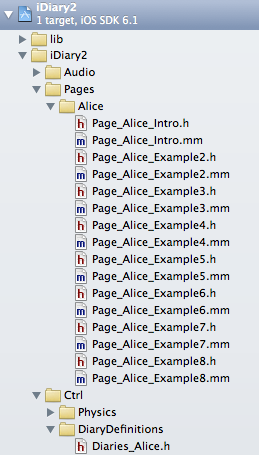 iDiary2
1 target, iOS SDK 6.1
lib
iDiary2
Audio
Pages
Alice
h Page_Alice_Intro.h
m Page_Alice_Intro.mm
h Page_Alice_Example2.h
m Page_Alice_Example2.mm
h Page_Alice_Example3.h
m Page_Alice_Example3.mm
h Page_Alice_Example4.h
m Page_Alice_Example4.mm
h Page_Alice_Example5.h
m Page_Alice_Example5.mm
h Page_Alice_Example6.h
m Page_Alice_Example6.mm
h Page_Alice_Example7.h
m Page_Alice_Example7.mm
h Page_Alice_Example8.h
m Page_Alice_Example8.mm
Ctrl
Physics
DiaryDefinitions
h Diaries_Alice.h